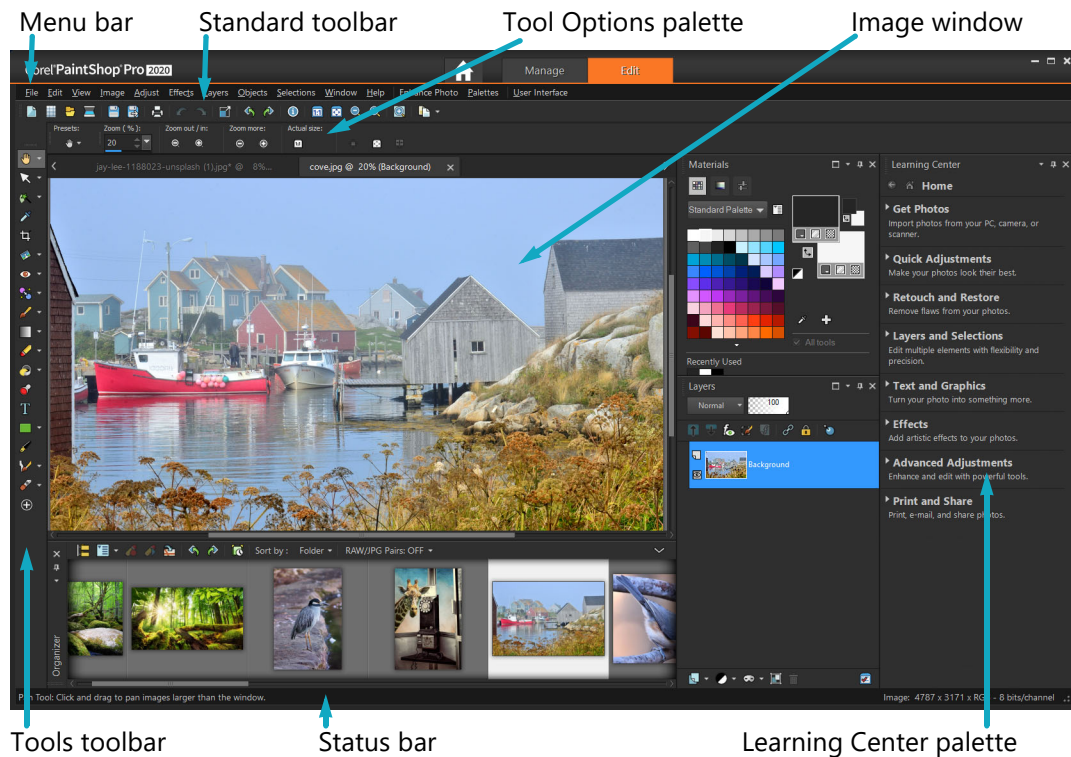 Menu bar
Standard toolbar
Tool Options palette
Image window
Corel PaintShop Pro 2020
Manage
Edit
File Edit View Image Adjust Effects Layers Objects Selections Window Help Enhance Photo Palettes User Interface
Presets:
Zoom (%):
Zoom out / in:
Zoom more:
Actual size:
20
jay-lee-1188023-unsplash (1).jpg* @ 8%...
cove.jpg @ 20% (Background)
Materials
Standard Palette
All tools
Recently Used
Layers
Normal
100
Background
Learning Center
Home
Get Photos
Import photos from your PC, camera, or
scanner.
Quick Adjustments
Make your photos look their best.
Retouch and Restore
Remove flaws from your photos.
Layers and Selections
Edit multiple elements with flexibility and
precision.
Text and Graphics
Turn your photo into something more.
Effects
Add artistic effects to your photos.
Advanced Adjustments
Enhance and edit with powerful tools.
Print and Share
Print, e-mail, and share photos.
Sort by : Folder
RAW/JPG Pairs: OFF
Organizer
Pan Tool: Click and drag to pan images larger than the window.
Image: 4787 x 3171 x RGB - 8 bits/channel
Tools toolbar
Status bar
Learning Center palette